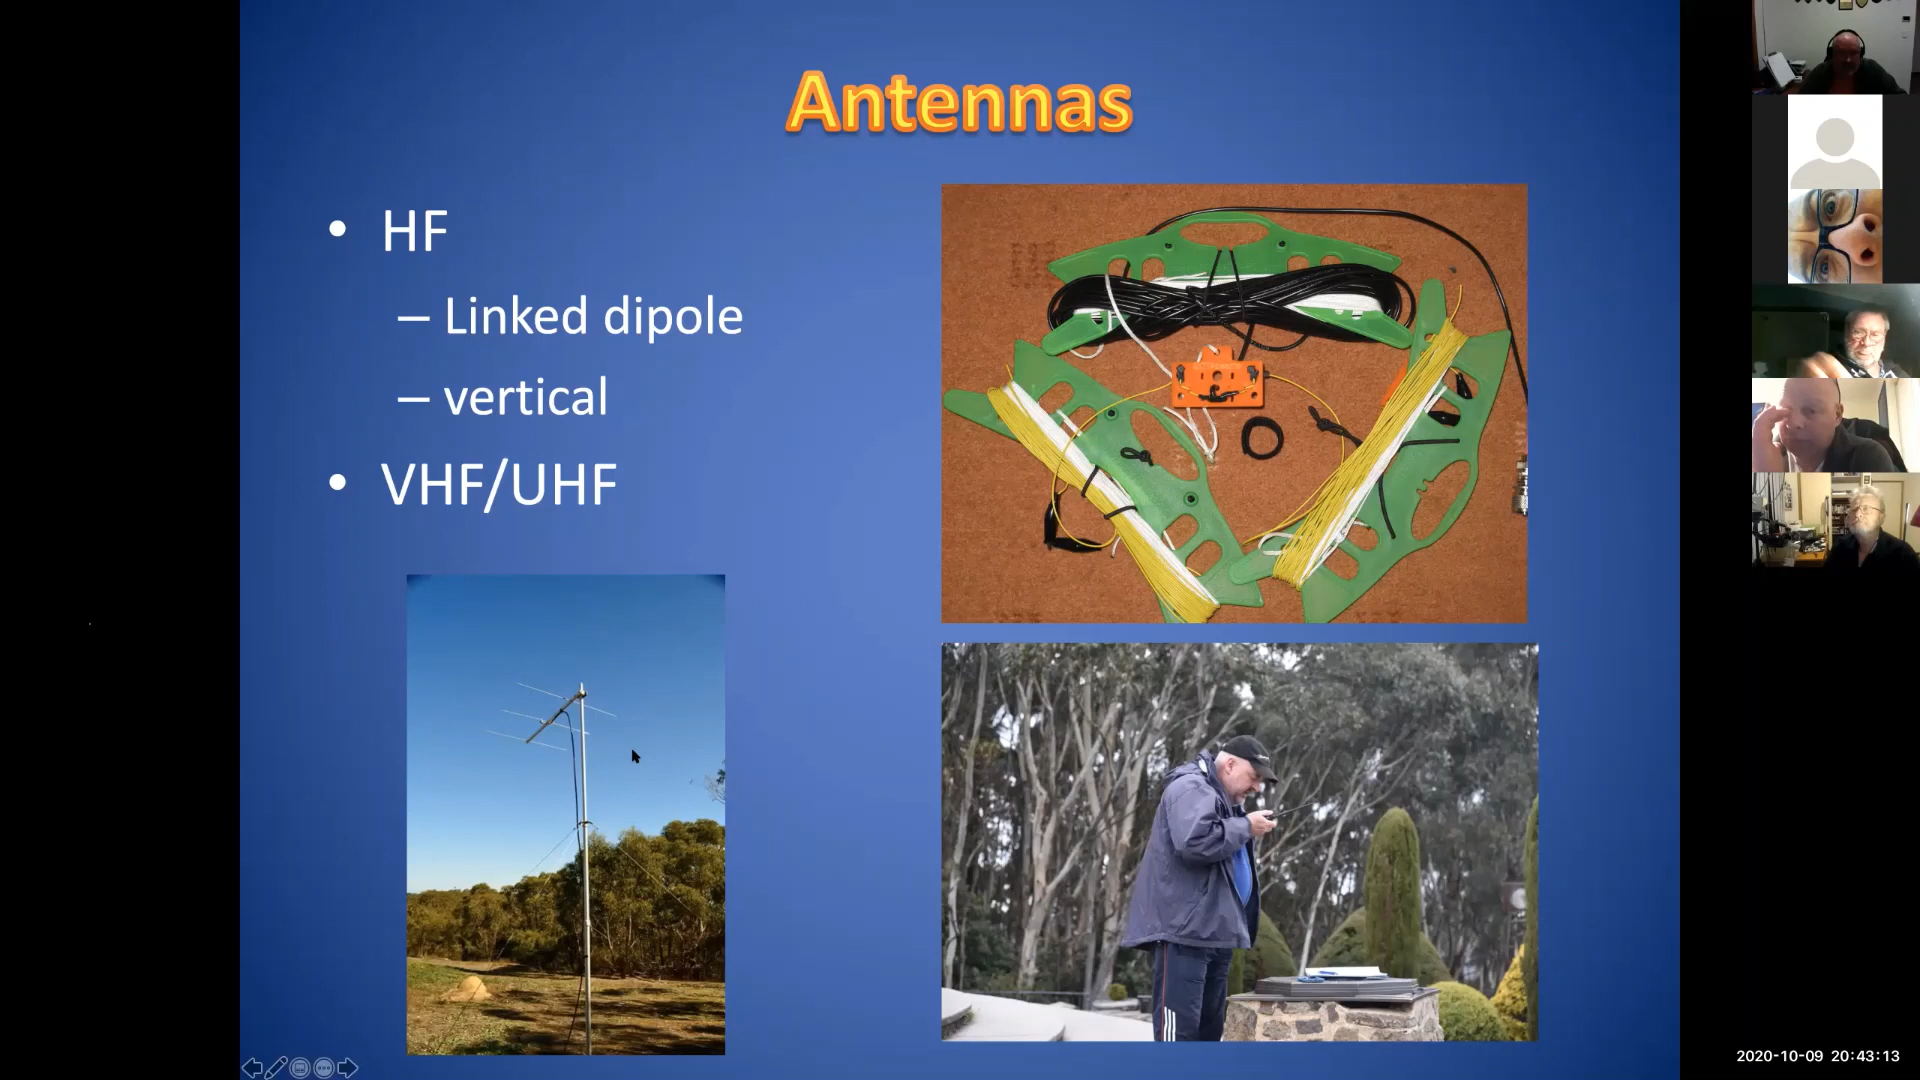 Antennas
• HF
– Linked dipole
– vertical
• VHF/UHF
2020-10-09 20:43:13